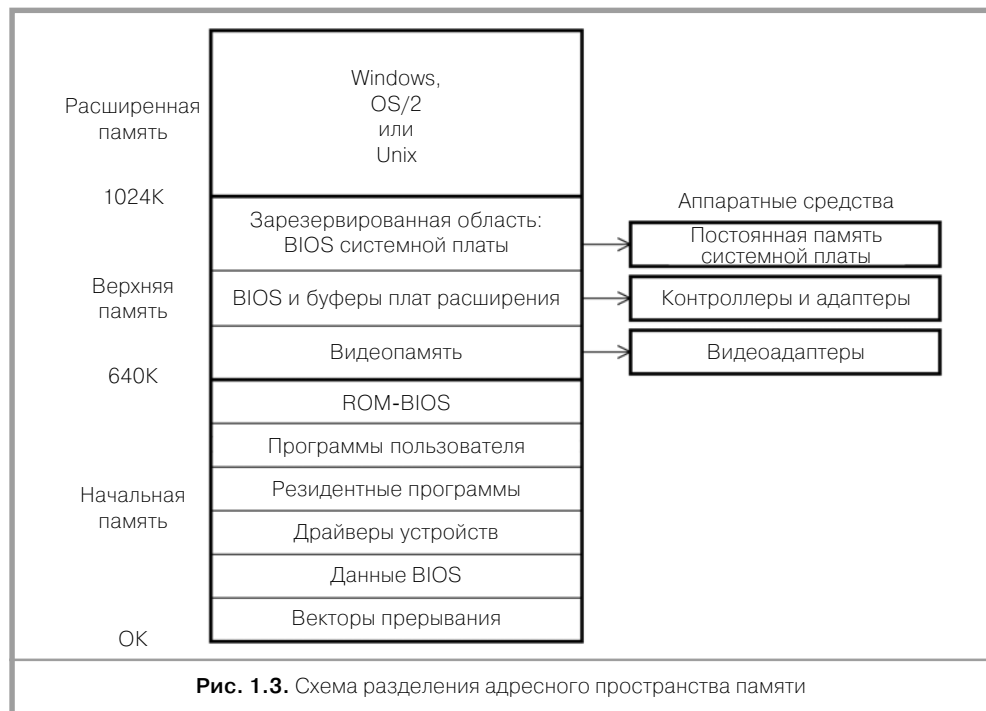 Windows,
OS/2
или
Unix
Расширенная
память
1024K
Аппаратные средства
Зарезервированная область:
BIOS системной платы
Постоянная память
системной платы
Верхняя
память
BIOS и буферы плат расширения
Контроллеры и адаптеры
Видеопамять
Видеоадаптеры
640K
ROM-BIOS
Программы пользователя
Резидентные программы
Начальная
память
Драйверы устройств
Данные BIOS
Векторы прерывания
ОК
Рис. 1.3. Схема разделения адресного пространства памяти